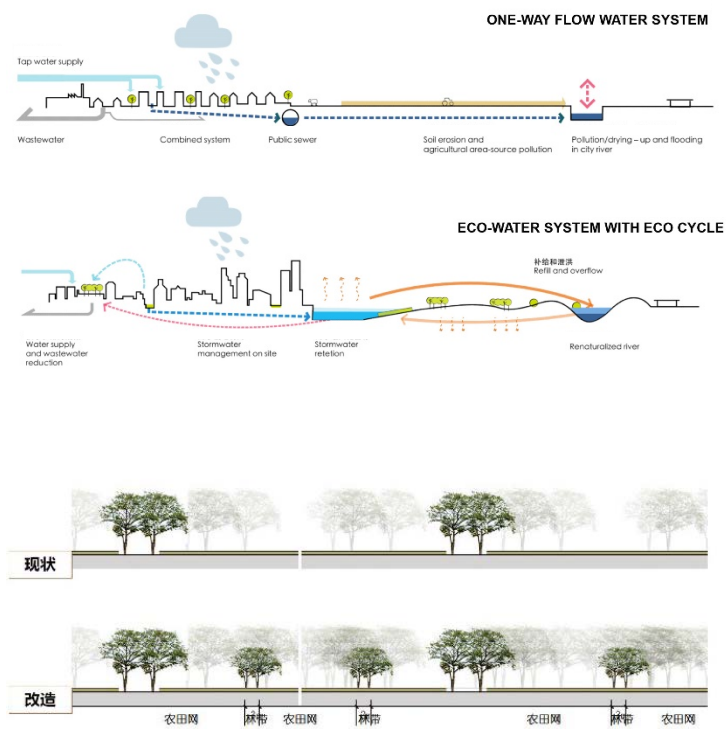 ONE-WAY FLOW WATER SYSTEM
Tap water supply
Wastewater
Combined system
Public sewer
Soil erosion and
agricultural area-source pollution
Pollution/drying – up and flooding
in city river
ECO-WATER SYSTEM WITH ECO CYCLE
补给和泄洪
Refill and overflow
Water supply
and wastewater
reduction
Stormwater
management on site
Stormwater
retetion
Renaturalized river
现状
改造
农田网
林带
农田网
林带
农田网
林带
农田网